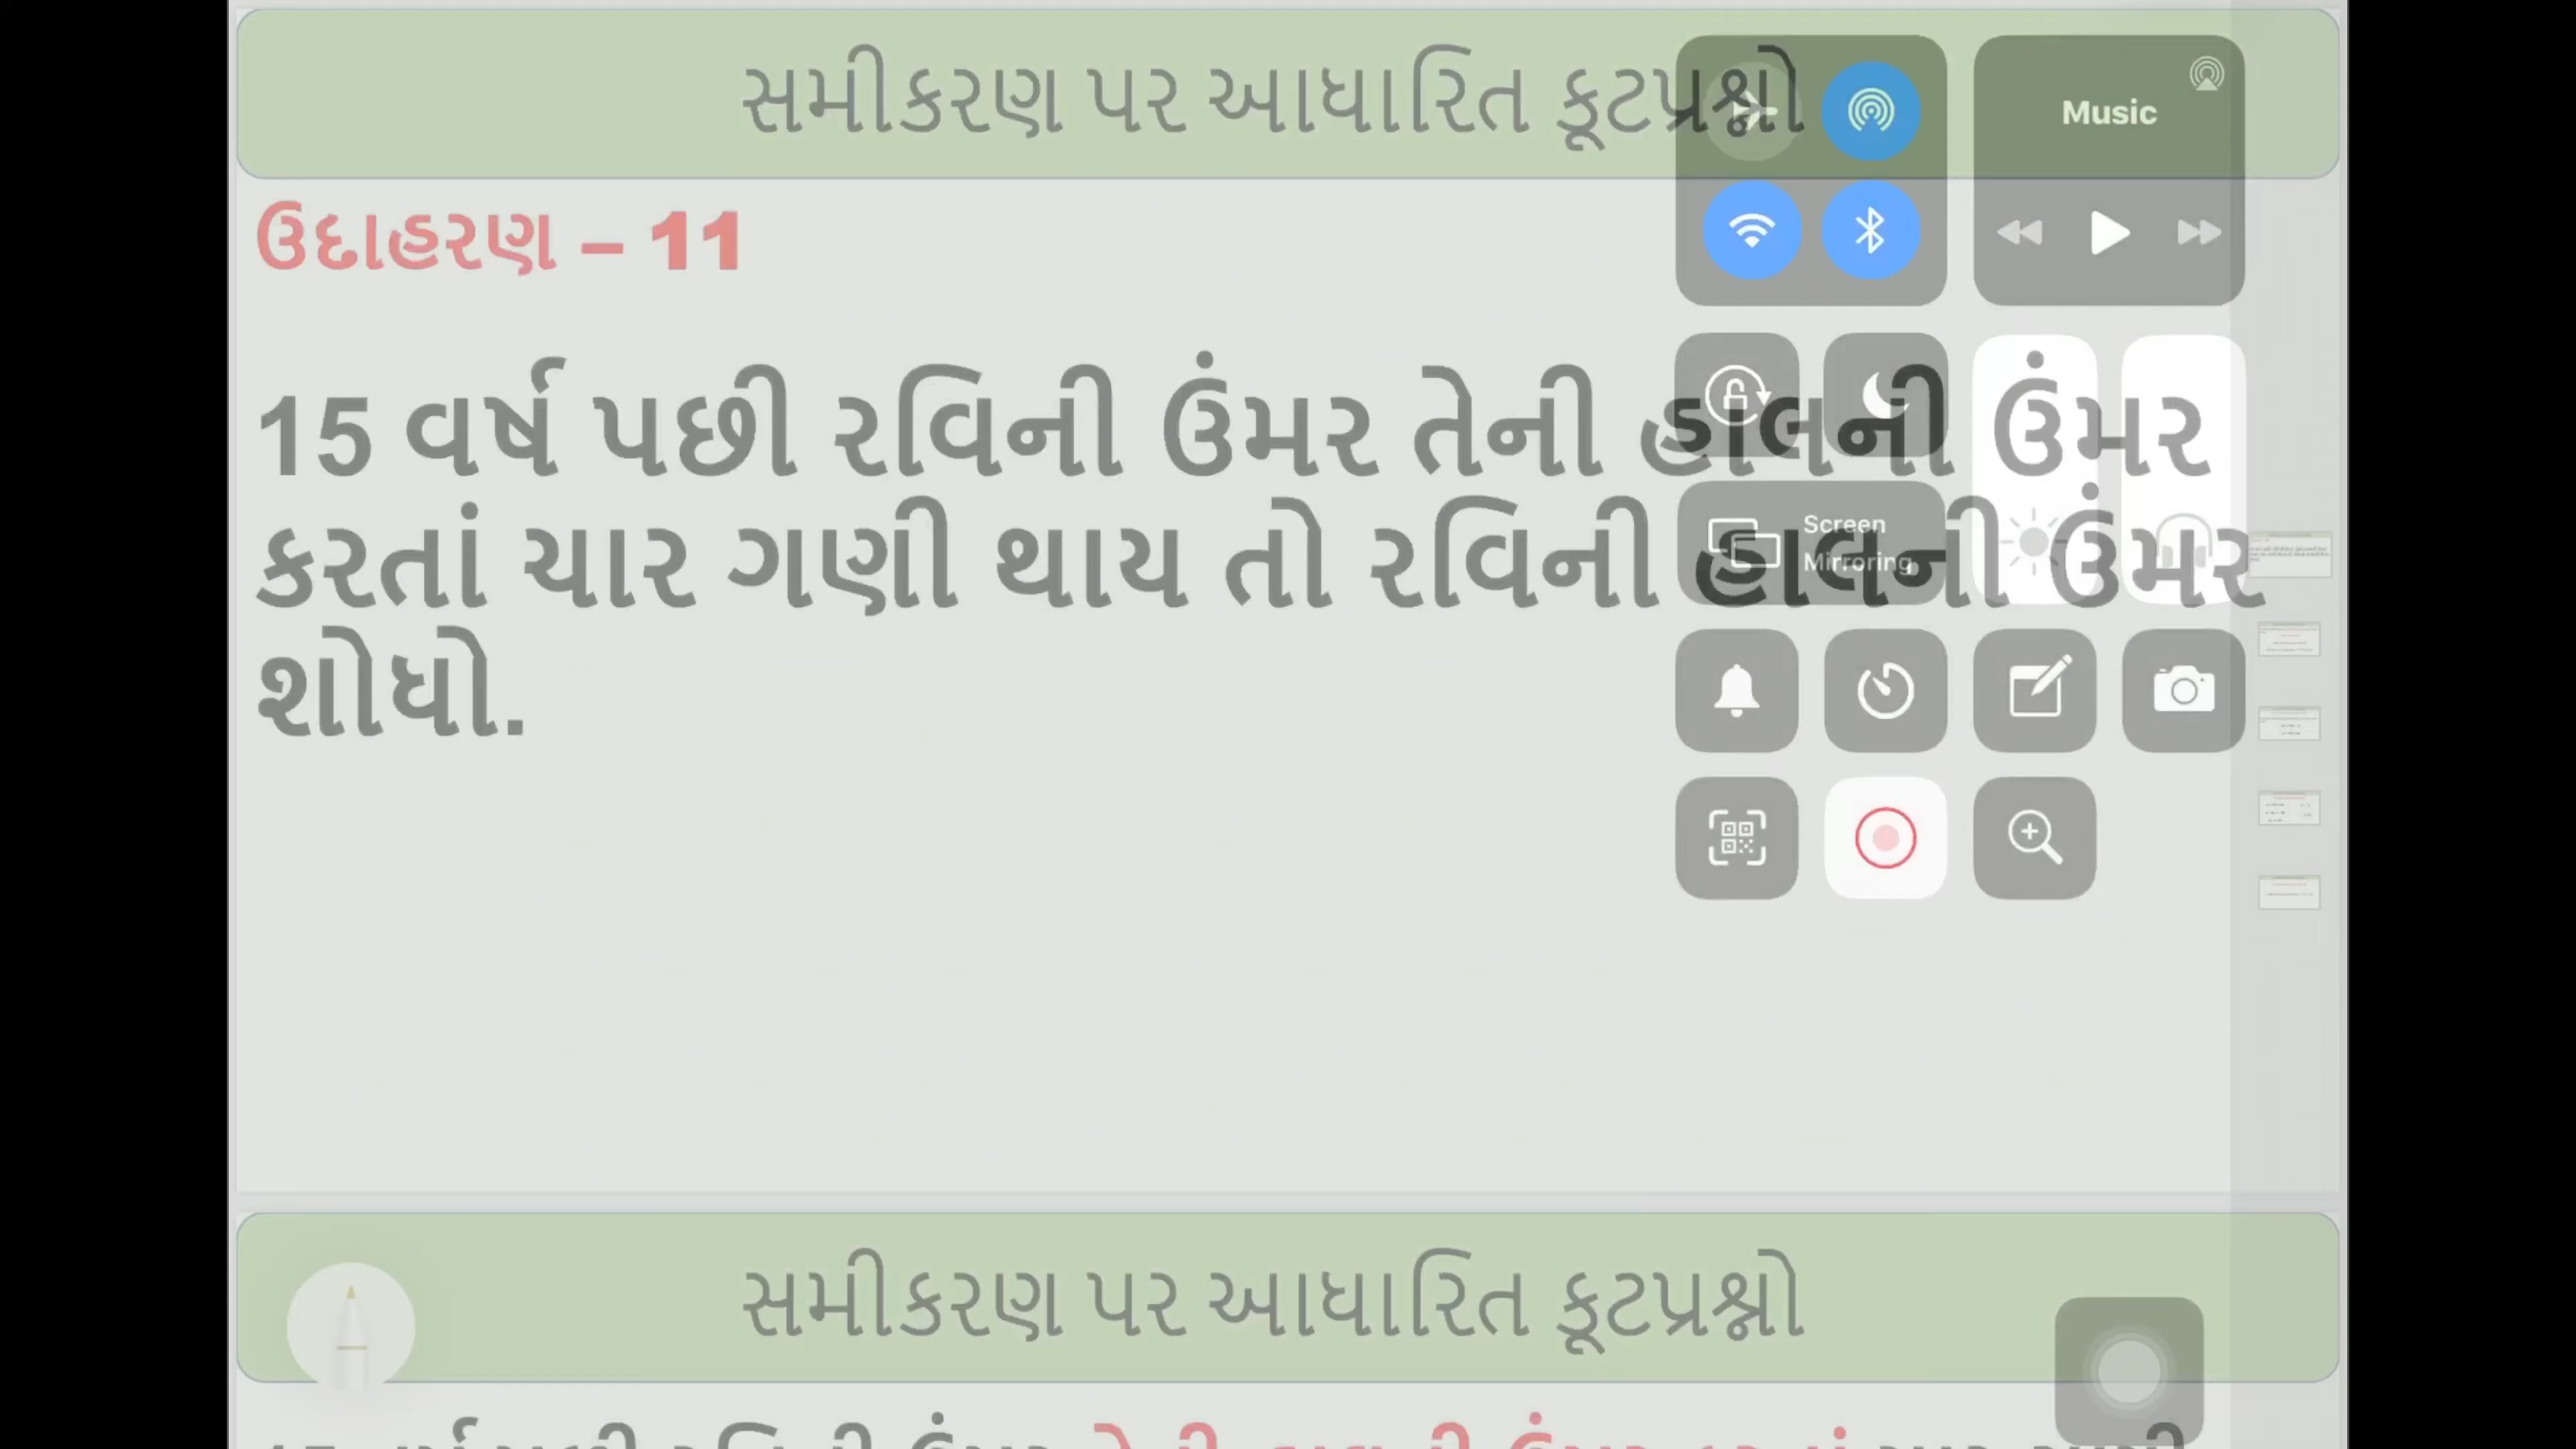 સમીકરણ પર આધારિત કૂટપ્રશ્નો
Music
ઉદાહરણ – 11
15 વર્ષ પછી રવિની ઉંમર તેની હાલની ઉંમર
કરતાં ચાર ગણી થાય તો રવિની હાલની ઉંમર
શોધો.
Screen
Mirroring
સમીકરણ પર આધારિત કૂટપ્રશ્નો